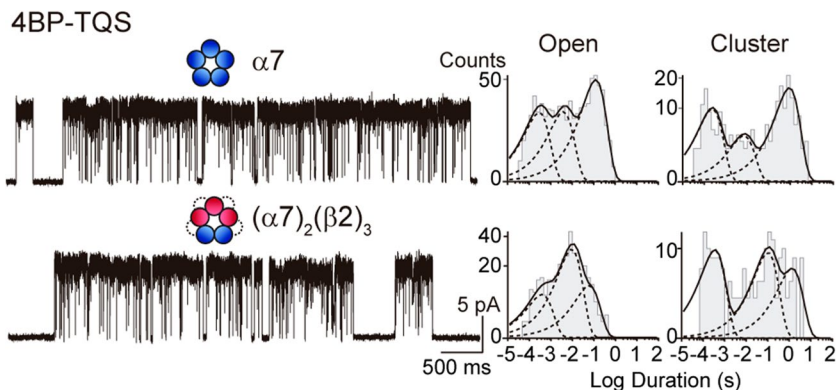 4BP-TQS
α7
Counts
Open
Cluster
50
0
20
10
0
(α7)₂(β2)₃
5 pA
500 ms
40
20
0
10
0
-5 -4 -3 -2 -1 0 1 2
-5 -4 -3 -2 -1 0 1 2
Log Duration (s)